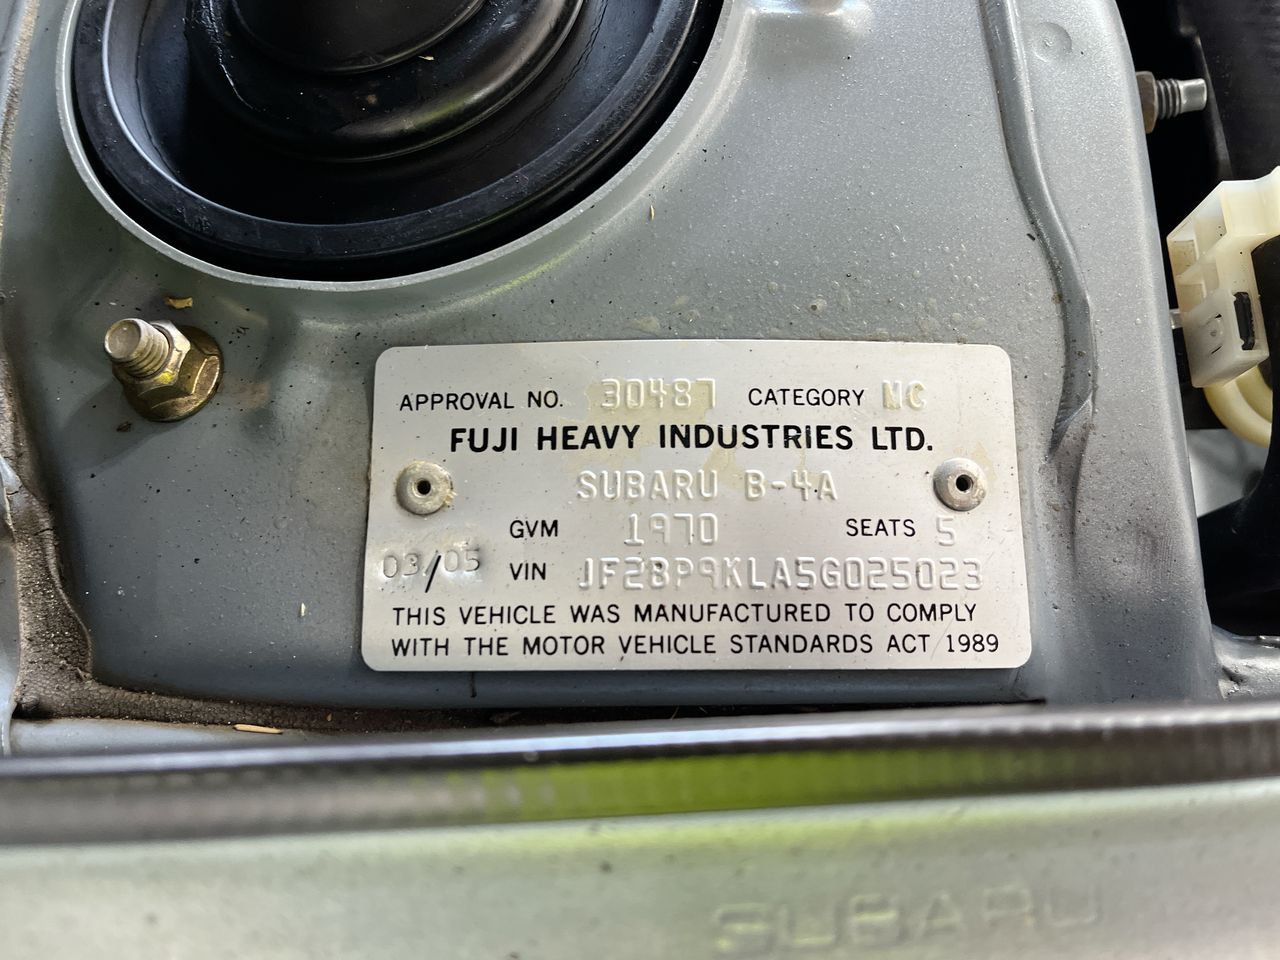 APPROVAL NO. 30487 CATEGORY MC
FUJI HEAVY INDUSTRIES LTD.
SUBARU B-4A
GVM 1970 SEATS 5
03/05 VIN JF2BP9KLA5G025023
THIS VEHICLE WAS MANUFACTURED TO COMPLY
WITH THE MOTOR VEHICLE STANDARDS ACT 1989
SUBARU